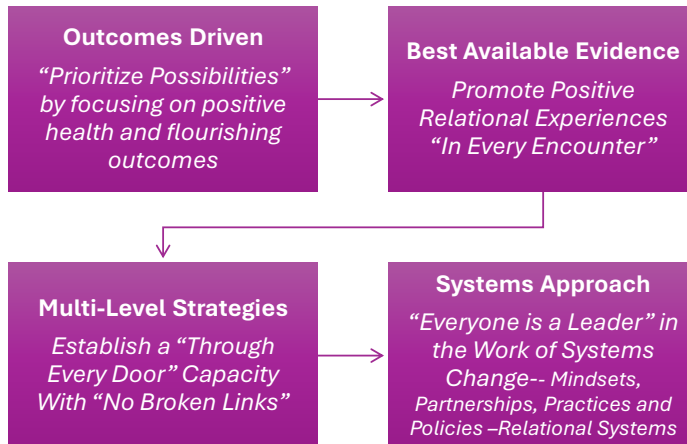 Outcomes Driven
“Prioritize Possibilities”
by focusing on positive
health and flourishing
outcomes
Best Available Evidence
Promote Positive
Relational Experiences
“In Every Encounter”
Multi-Level Strategies
Establish a “Through
Every Door” Capacity
With “No Broken Links”
Systems Approach
“Everyone is a Leader” in
the Work of Systems
Change-- Mindsets,
Partnerships, Practices and
Policies –Relational Systems